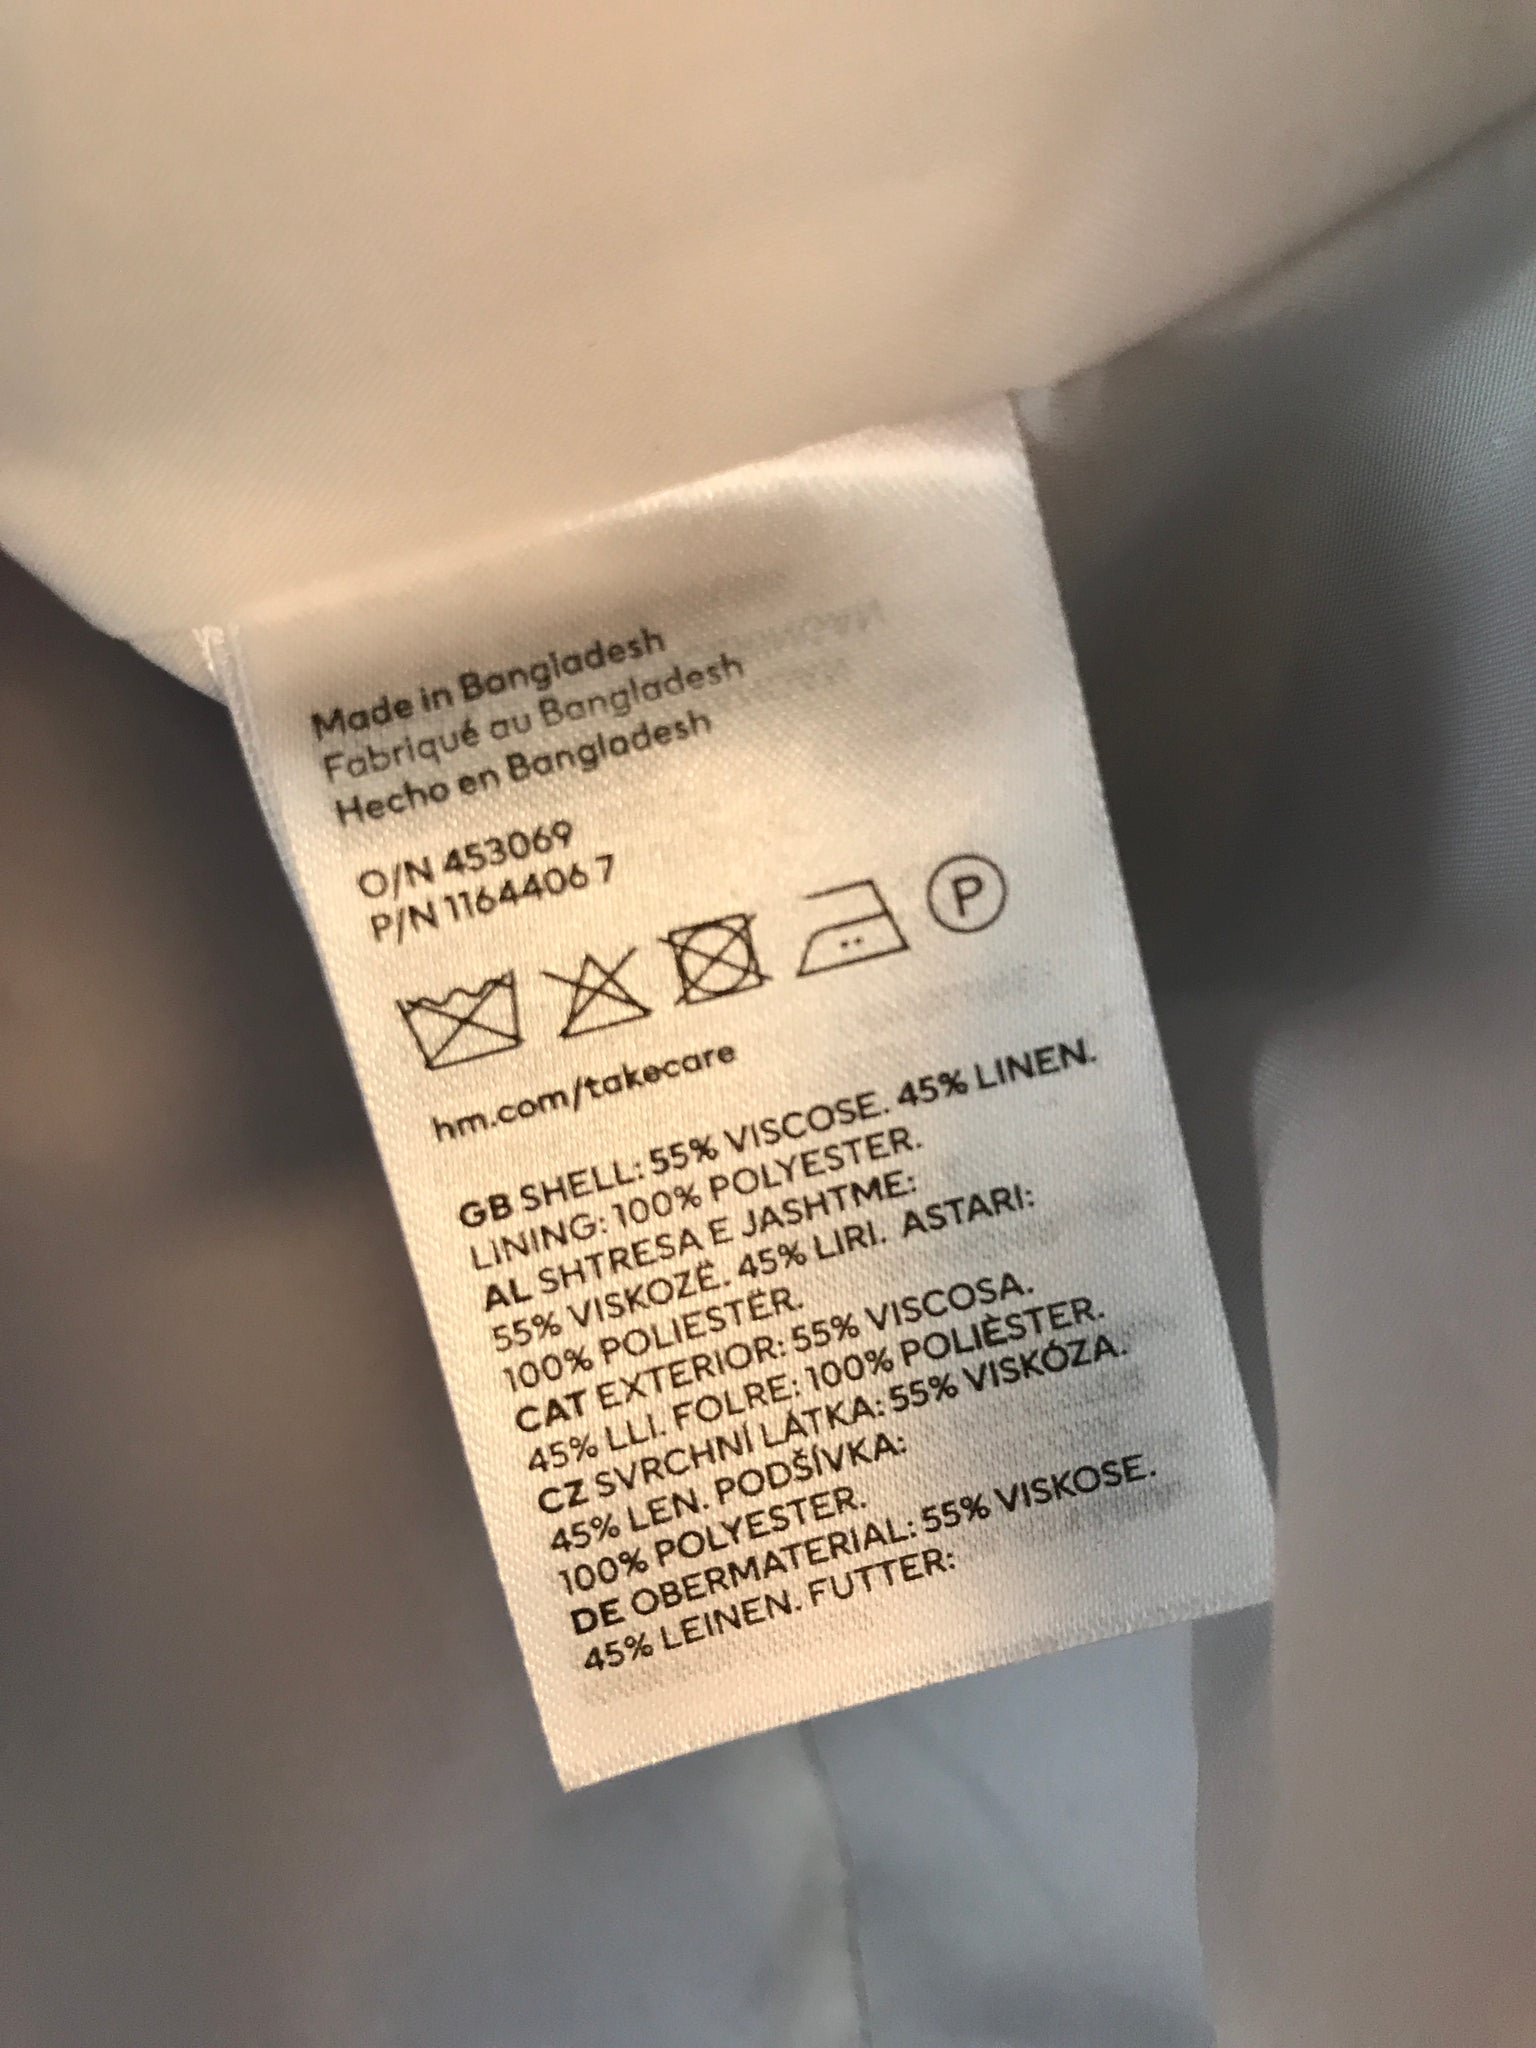 Made in Bangladesh
Fabriqué au Bangladesh
Hecho en Bangladesh
O/N 453069
P/N 1164406 7
P
hm.com/takecare
GB SHELL: 55% VISCOSE. 45% LINEN.
LINING: 100% POLYESTER.
AL SHTRESA E JASHTME:
55% VISKOZË. 45% LIRI. ASTARI:
100% POLIESTËR.
CAT EXTERIOR: 55% VISCOSA.
45% LLI. FOLRE: 100% POLIÈSTER.
CZ SVRCHNÍ LÁTKA: 55% VISKÓZA.
45% LEN. PODŠÍVKA:
100% POLYESTER.
DE OBERMATERIAL: 55% VISKOSE.
45% LEINEN. FUTTER: